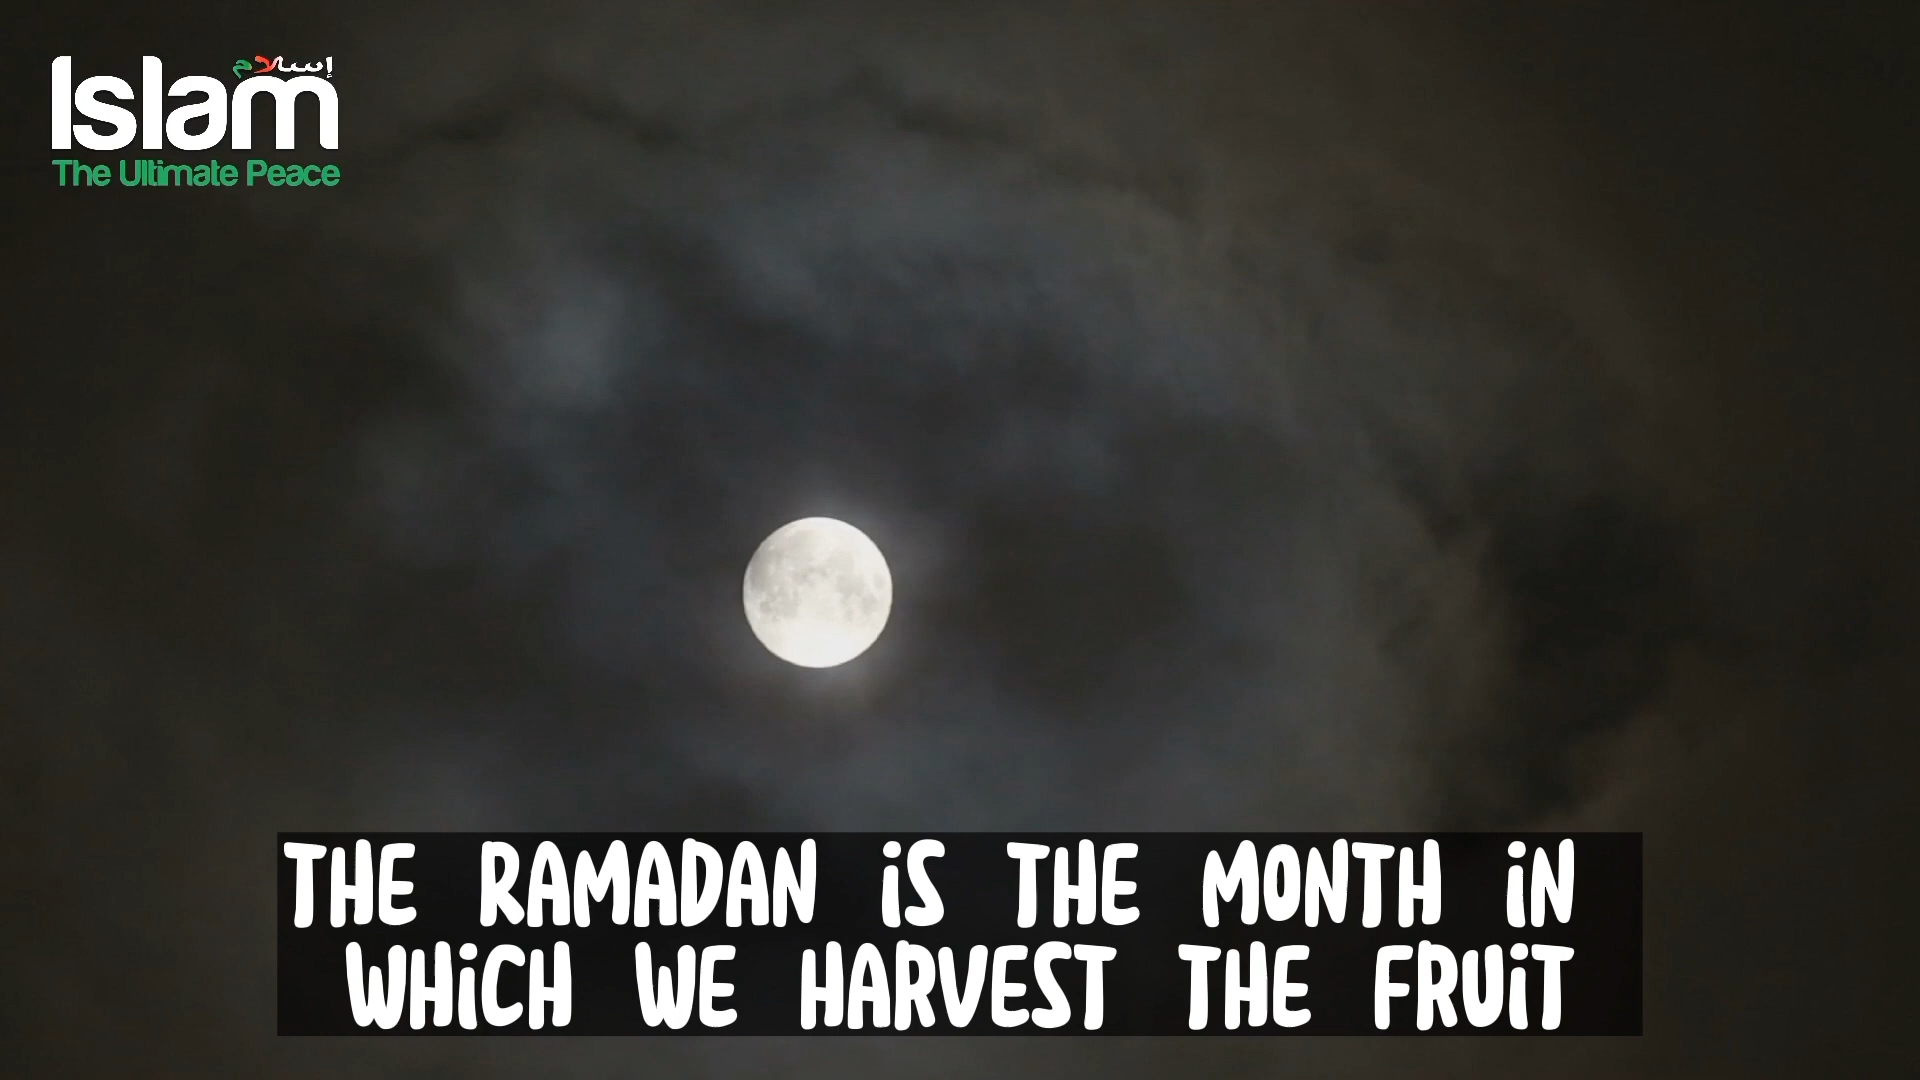 إسلام
Islam
The Ultimate Peace
THE RAMADAN iS THE MONTH iN
WHiCH WE HARVEST THE FRUiT